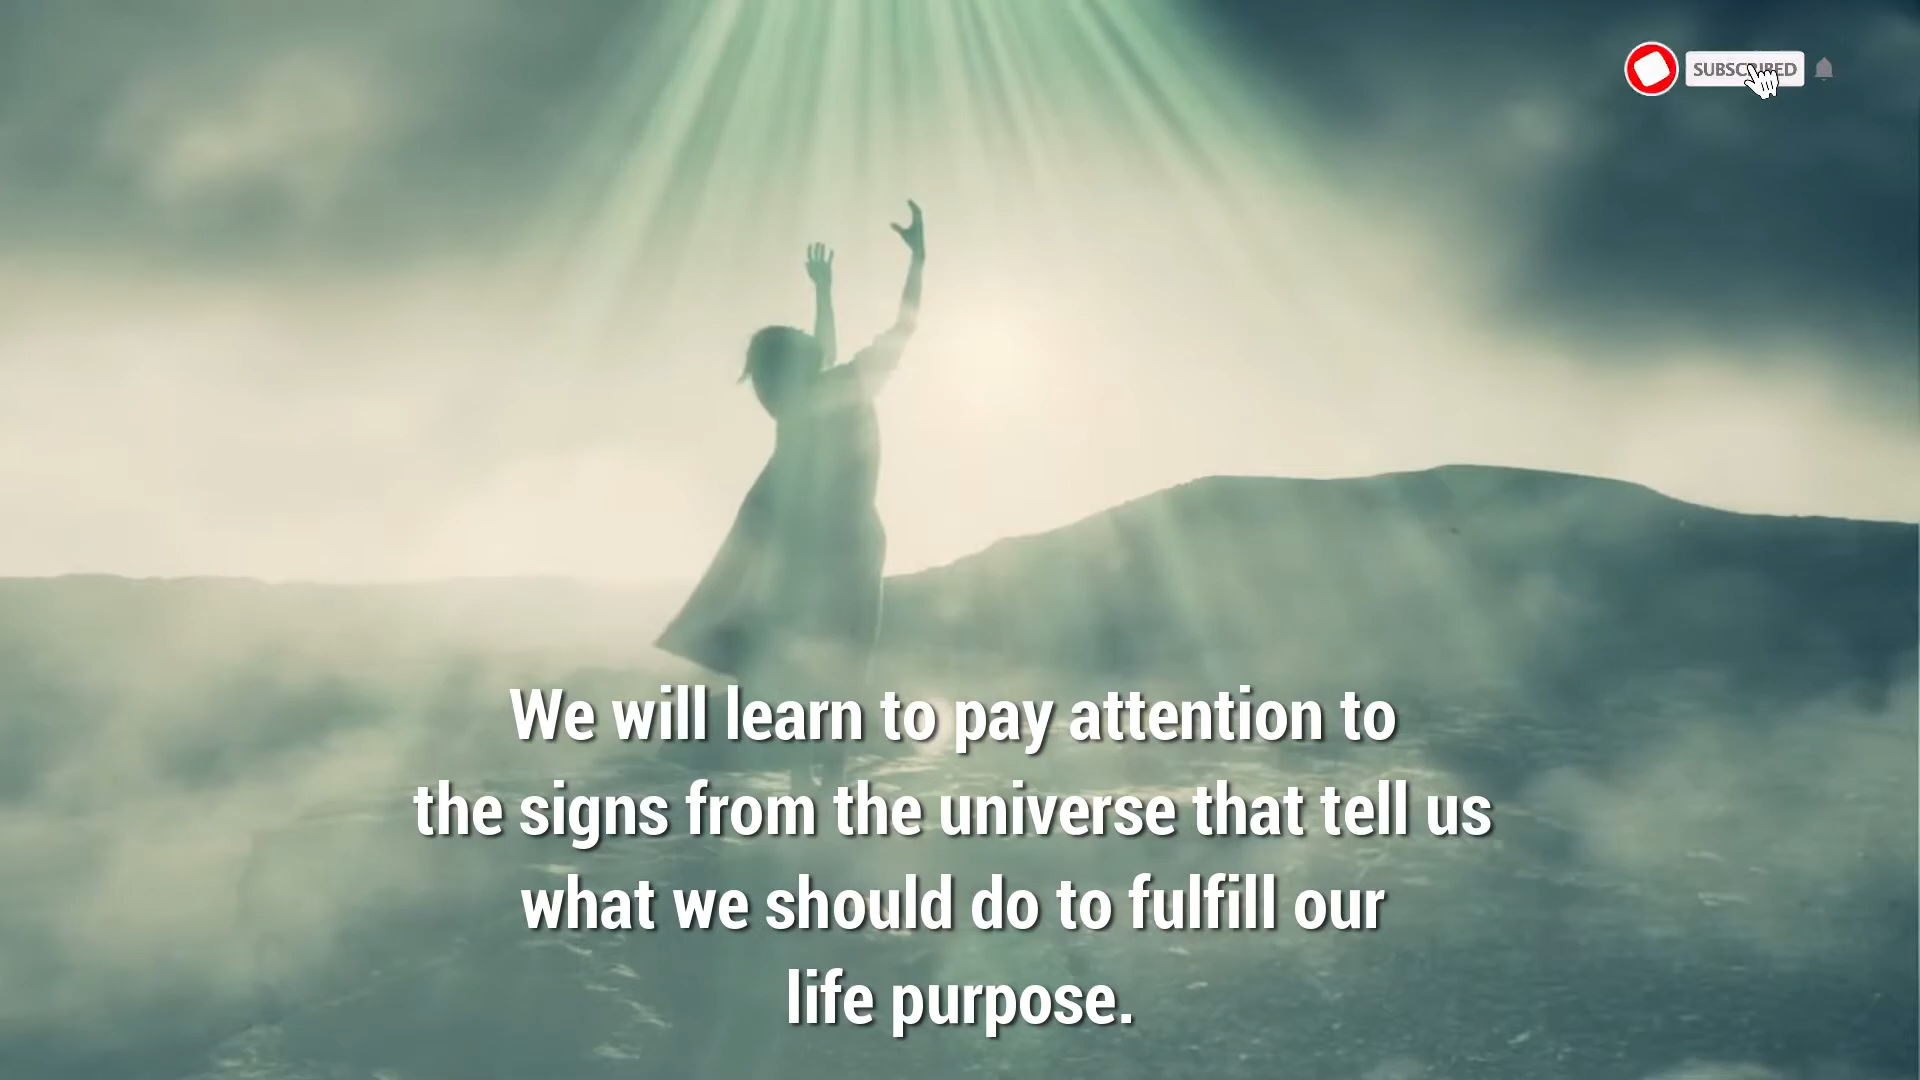 SUBSCRIBED
We will learn to pay attention to
the signs from the universe that tell us
what we should do to fulfill our
life purpose.